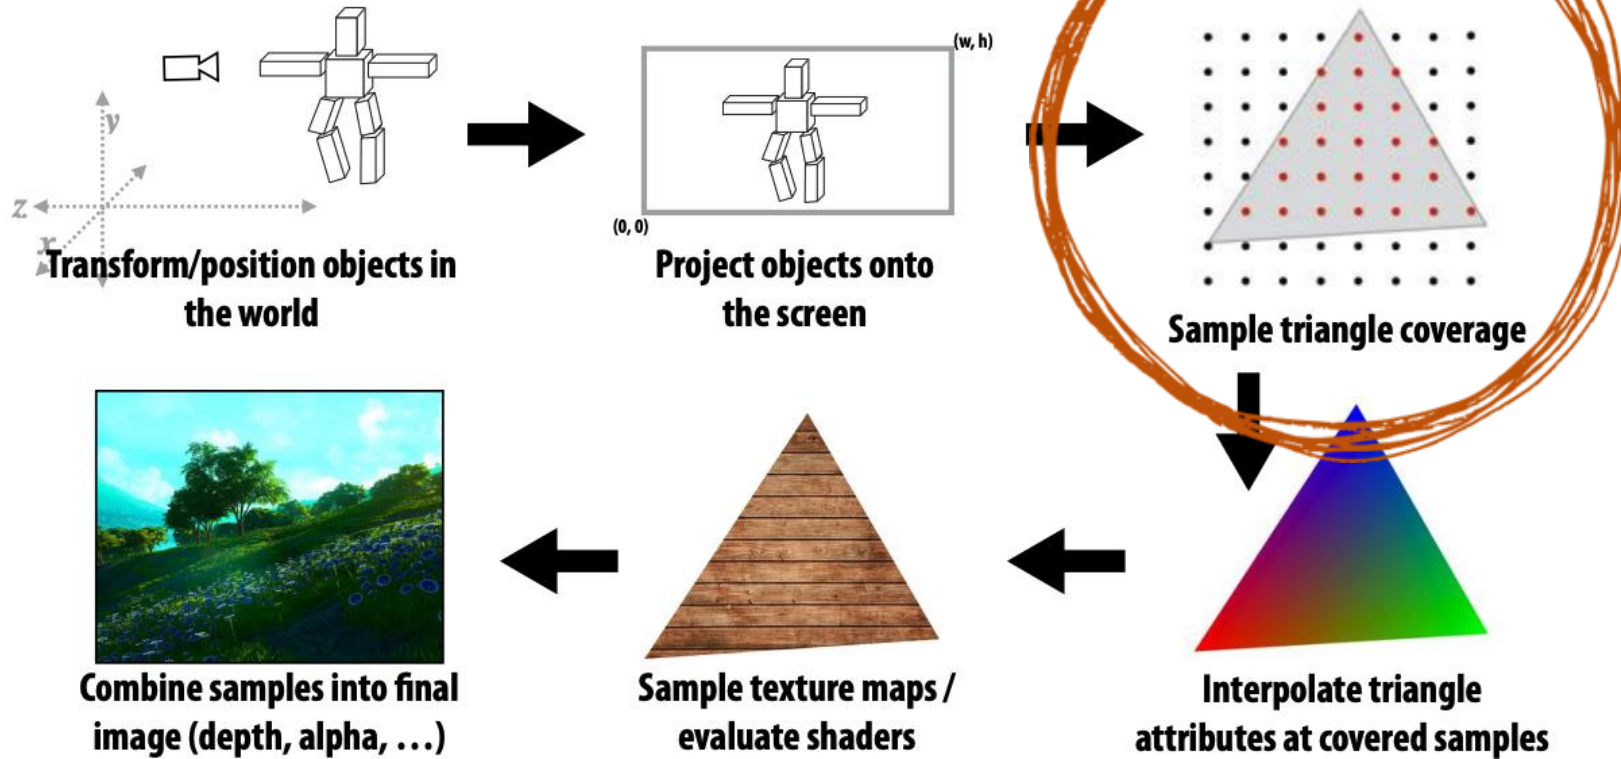 y
z
x
Transform/position objects in
the world
(w, h)
(0, 0)
Project objects onto
the screen
Sample triangle coverage
Combine samples into final
image (depth, alpha, …)
Sample texture maps /
evaluate shaders
Interpolate triangle
attributes at covered samples